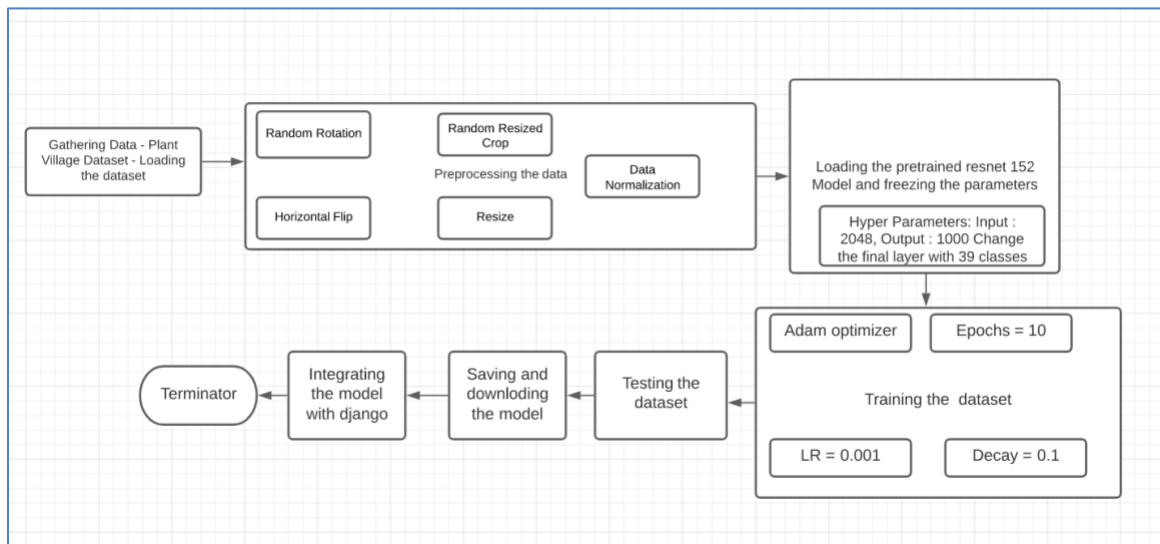 Gathering Data - Plant
Village Dataset - Loading
the dataset
Random Rotation
Random Resized
Crop
Preprocessing the data
Data
Normalization
Horizontal Flip
Resize
Loading the pretrained resnet 152
Model and freezing the parameters
Hyper Parameters: Input :
2048, Output : 1000 Change
the final layer with 39 classes
Adam optimizer
Epochs = 10
Training the dataset
LR = 0.001
Decay = 0.1
Testing the
dataset
Saving and
downloding
the model
Integrating
the model
with django
Terminator